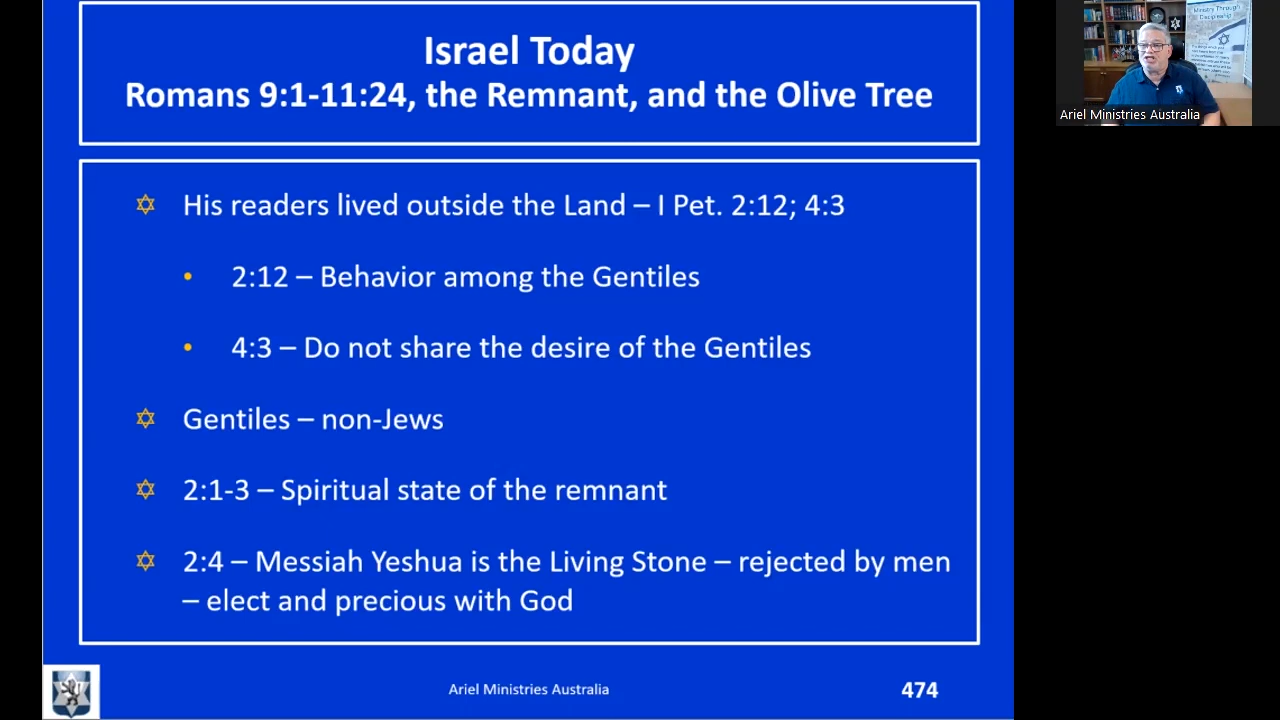 Israel Today
Romans 9:1-11:24, the Remnant, and the Olive Tree
His readers lived outside the Land – I Pet. 2:12; 4:3
2:12 – Behavior among the Gentiles
4:3 – Do not share the desire of the Gentiles
Gentiles – non-Jews
2:1-3 – Spiritual state of the remnant
2:4 – Messiah Yeshua is the Living Stone – rejected by men
– elect and precious with God
Ariel Ministries Australia
474
Ministry Through
Discipleship
Ariel Ministries Australia